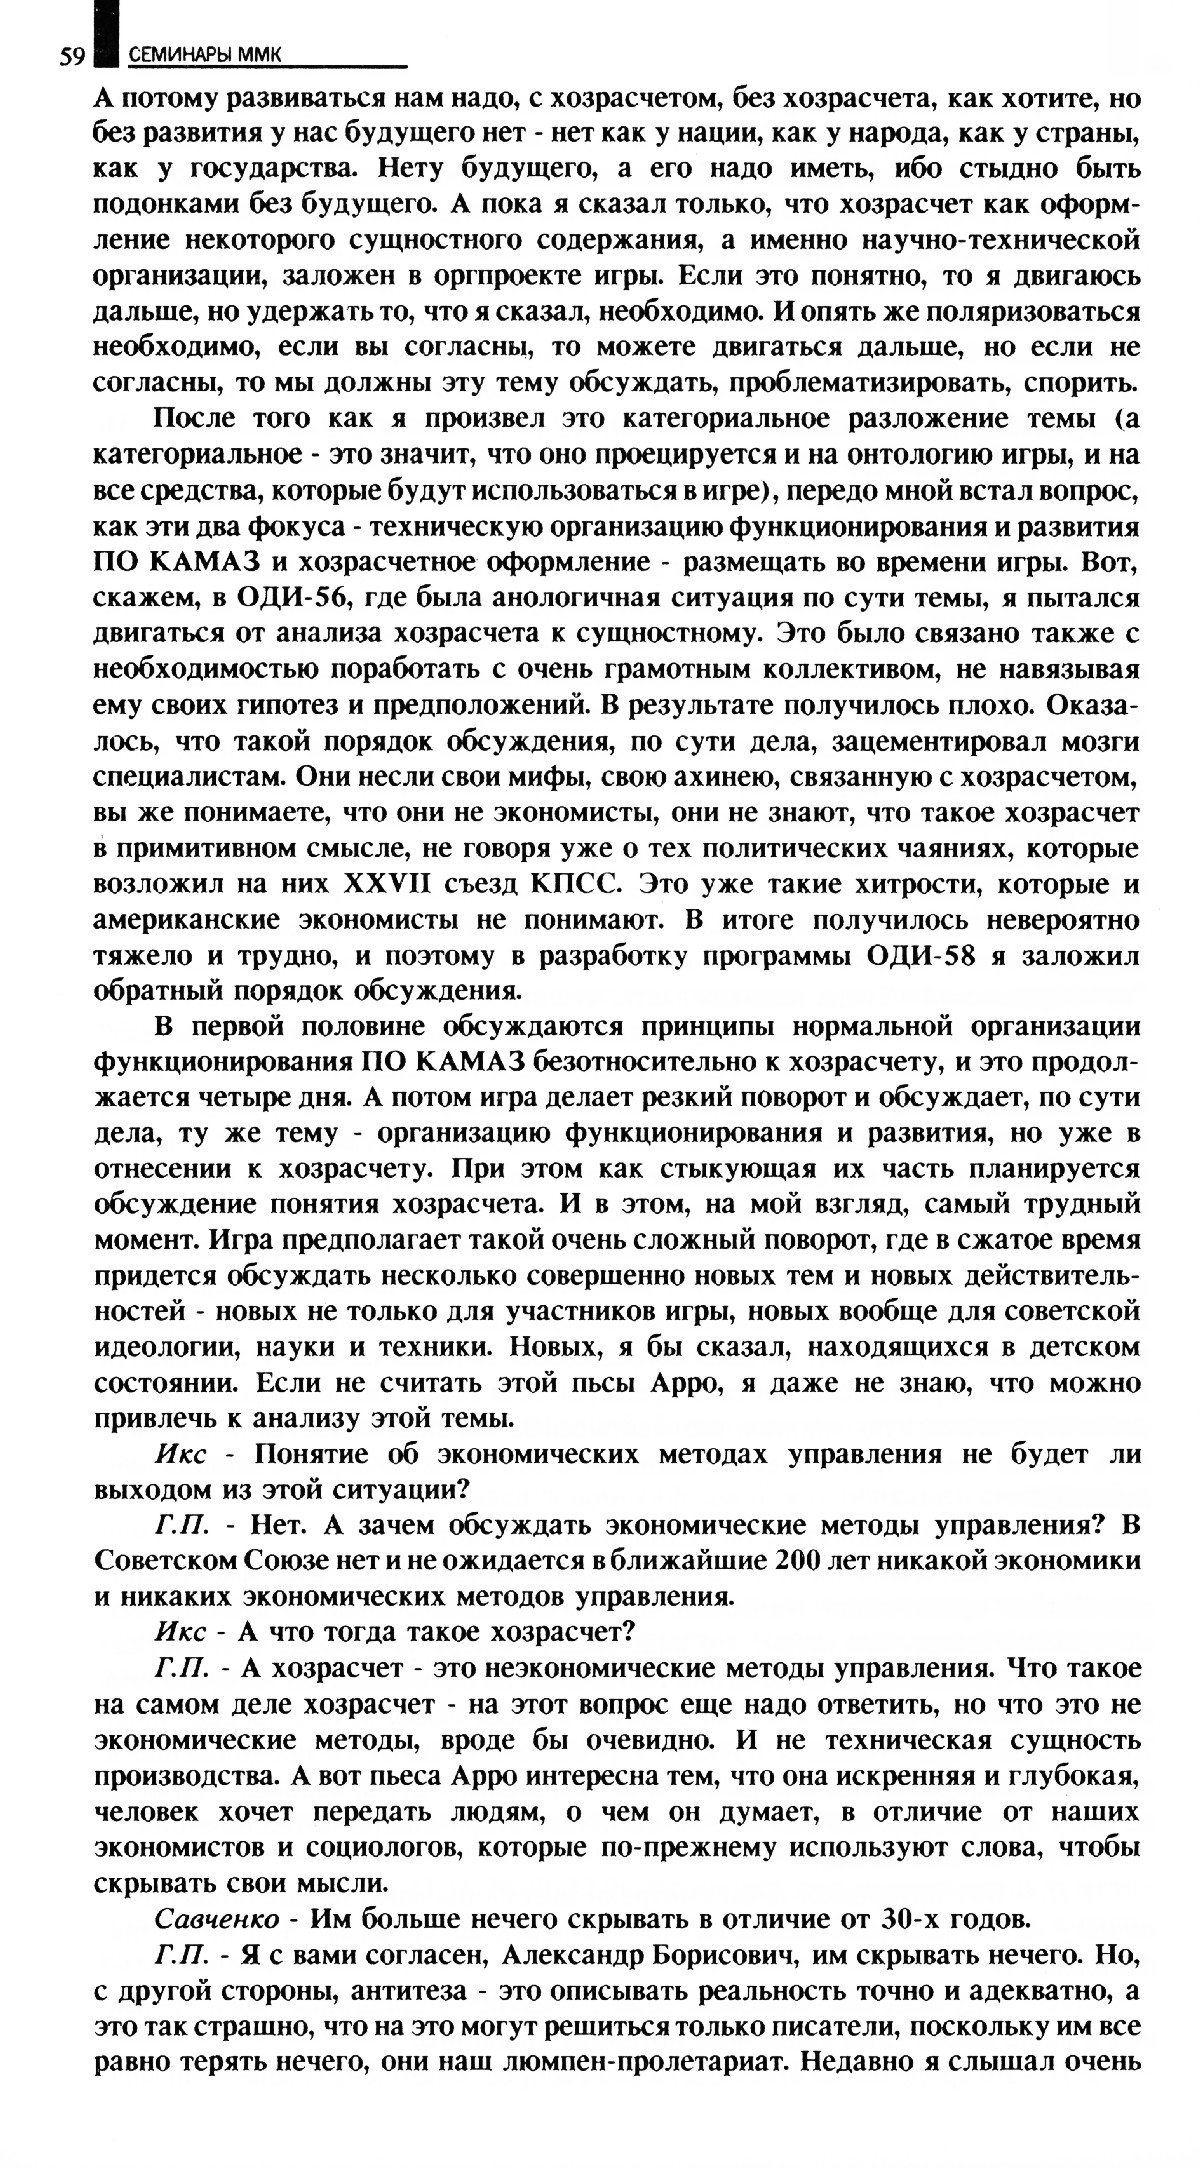 59 СЕМИНАРЫ ММК
А потому развиваться нам надо, с хозрасчетом, без хозрасчета, как хотите, но
без развития у нас будущего нет - нет как у нации, как у народа, как у страны,
как у государства. Нету будущего, а его надо иметь, ибо стыдно быть
подонками без будущего. А пока я сказал только, что хозрасчет как оформ-
ление некоторого сущностного содержания, а именно научно-технической
организации, заложен в оргпроекте игры. Если это понятно, то я двигаюсь
дальше, но удержать то, что я сказал, необходимо. И опять же поляризоваться
необходимо, если вы согласны, то можете двигаться дальше, но если не
согласны, то мы должны эту тему обсуждать, проблематизировать, спорить.
После того как я произвел это категориальное разложение темы (а
категориальное - это значит, что оно проецируется и на онтологию игры, и на
все средства, которые будут использоваться в игре), передо мной встал вопрос,
как эти два фокуса - техническую организацию функционирования и развития
ПО КАМАЗ и хозрасчетное оформление - размещать во времени игры. Вот,
скажем, в ОДИ-56, где была анологичная ситуация по сути темы, я пытался
двигаться от анализа хозрасчета к сущностному. Это было связано также с
необходимостью поработать с очень грамотным коллективом, не навязывая
ему своих гипотез и предположений. В результате получилось плохо. Оказа-
лось, что такой порядок обсуждения, по сути дела, зацементировал мозги
специалистам. Они несли свои мифы, свою ахинею, связанную с хозрасчетом,
вы же понимаете, что они не экономисты, они не знают, что такое хозрасчет
в примитивном смысле, не говоря уже о тех политических чаяниях, которые
возложил на них XXVII съезд КПСС. Это уже такие хитрости, которые и
американские экономисты не понимают. В итоге получилось невероятно
тяжело и трудно, и поэтому в разработку программы ОДИ-58 я заложил
обратный порядок обсуждения.
В первой половине обсуждаются принципы нормальной организации
функционирования ПО КАМАЗ безотносительно к хозрасчету, и это продол-
жается четыре дня. А потом игра делает резкий поворот и обсуждает, по сути
дела, ту же тему - организацию функционирования и развития, но уже в
отнесении к хозрасчету. При этом как стыкующая их часть планируется
обсуждение понятия хозрасчета. И в этом, на мой взгляд, самый трудный
момент. Игра предполагает такой очень сложный поворот, где в сжатое время
придется обсуждать несколько совершенно новых тем и новых действитель-
ностей - новых не только для участников игры, новых вообще для советской
идеологии, науки и техники. Новых, я бы сказал, находящихся в детском
состоянии. Если не считать этой пьсы Арро, я даже не знаю, что можно
привлечь к анализу этой темы.
Икс - Понятие об экономических методах управления не будет ли
выходом из этой ситуации?
Г.П. - Нет. А зачем обсуждать экономические методы управления? В
Советском Союзе нет и не ожидается в ближайшие 200 лет никакой экономики
и никаких экономических методов управления.
Икс - А что тогда такое хозрасчет?
Г.П. - А хозрасчет - это неэкономические методы управления. Что такое
на самом деле хозрасчет - на этот вопрос еще надо ответить, но что это не
экономические методы, вроде бы очевидно. И не техническая сущность
производства. А вот пьеса Арро интересна тем, что она искренняя и глубокая,
человек хочет передать людям, о чем он думает, в отличие от наших
экономистов и социологов, которые по-прежнему используют слова, чтобы
скрывать свои мысли.
Савченко - Им больше нечего скрывать в отличие от 30-х годов.
Г.П. - Я с вами согласен, Александр Борисович, им скрывать нечего. Но,
с другой стороны, антитеза - это описывать реальность точно и адекватно, а
это так страшно, что на это могут решиться только писатели, поскольку им все
равно терять нечего, они наш люмпен-пролетариат. Недавно я слышал очень